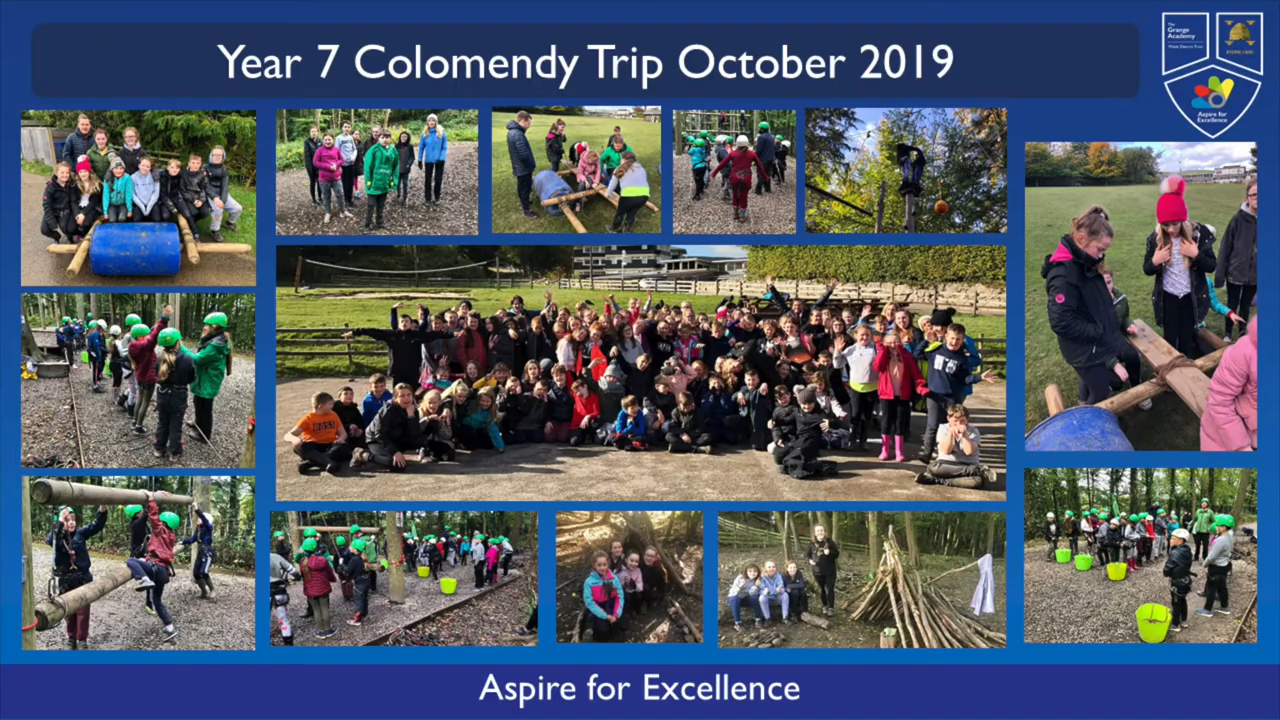 Year 7 Colomendy Trip October 2019
The
Grange
Academy
Aspire for
Excellence
Aspire for Excellence